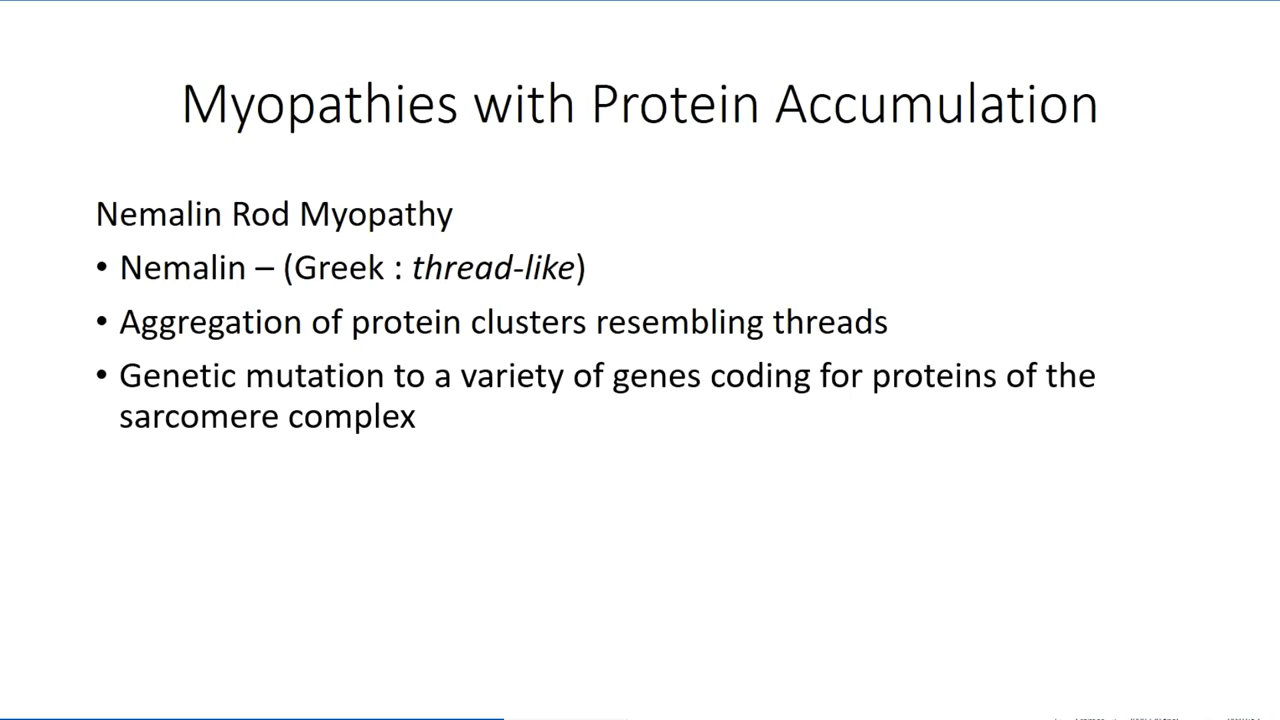 Myopathies with Protein Accumulation
Nemalin Rod Myopathy
• Nemalin – (Greek : thread-like)
• Aggregation of protein clusters resembling threads
• Genetic mutation to a variety of genes coding for proteins of the
sarcomere complex